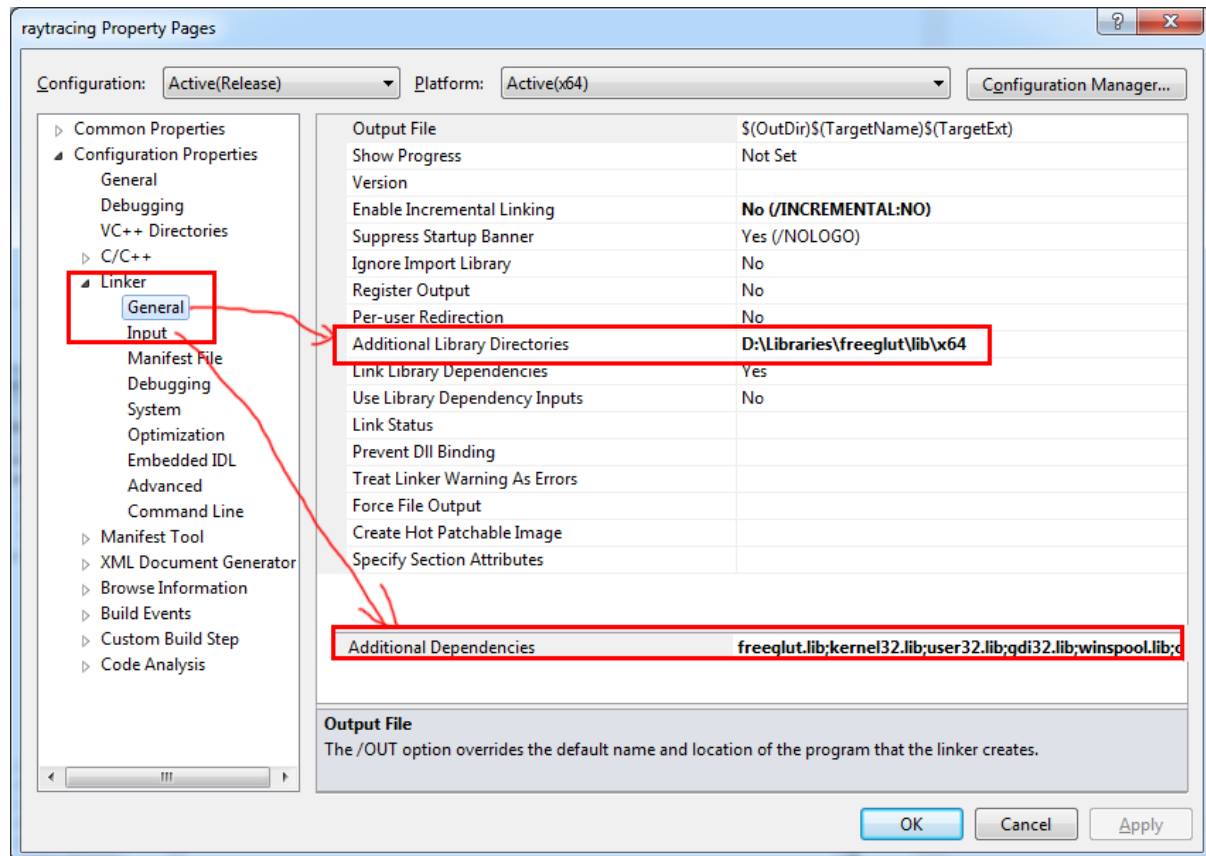 raytracing Property Pages
Configuration: Active(Release) Platform: Active(x64) Configuration Manager...
Common Properties
Configuration Properties
General
Debugging
VC++ Directories
C/C++
Linker
General
Input
Manifest File
Debugging
System
Optimization
Embedded IDL
Advanced
Command Line
Manifest Tool
XML Document Generator
Browse Information
Build Events
Custom Build Step
Code Analysis
Output File $(OutDir)$(TargetName)$(TargetExt)
Show Progress Not Set
Version
Enable Incremental Linking No (/INCREMENTAL:NO)
Suppress Startup Banner Yes (/NOLOGO)
Ignore Import Library No
Register Output No
Per-user Redirection No
Additional Library Directories D:\Libraries\freeglut\lib\x64
Link Library Dependencies Yes
Use Library Dependency Inputs No
Link Status
Prevent Dll Binding
Treat Linker Warning As Errors
Force File Output
Create Hot Patchable Image
Specify Section Attributes
Additional Dependencies freeglut.lib;kernel32.lib;user32.lib;gdi32.lib;winspool.lib;
Output File
The /OUT option overrides the default name and location of the program that the linker creates.
OK Cancel Apply